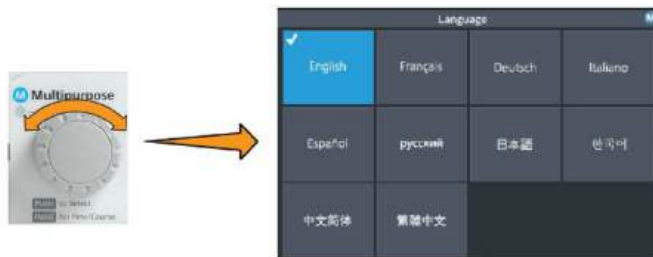 M Multipurpose
Push to Select
for Fine/Coarse
Language M
English Français Deutsch Italiano
Español русский 日本語 한국어
中文简体 繁體中文